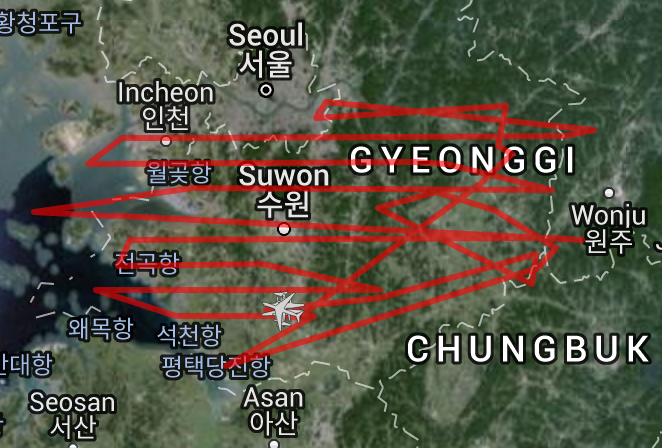 황청포구
Seoul
서울
Incheon
인천
GYEONGGI
월곶항
Suwon
수원
Wonju
원주
전곡항
왜목항
석천항
CHUNGBUK
평택당진항
만대항
Seosan
서산
Asan
아산